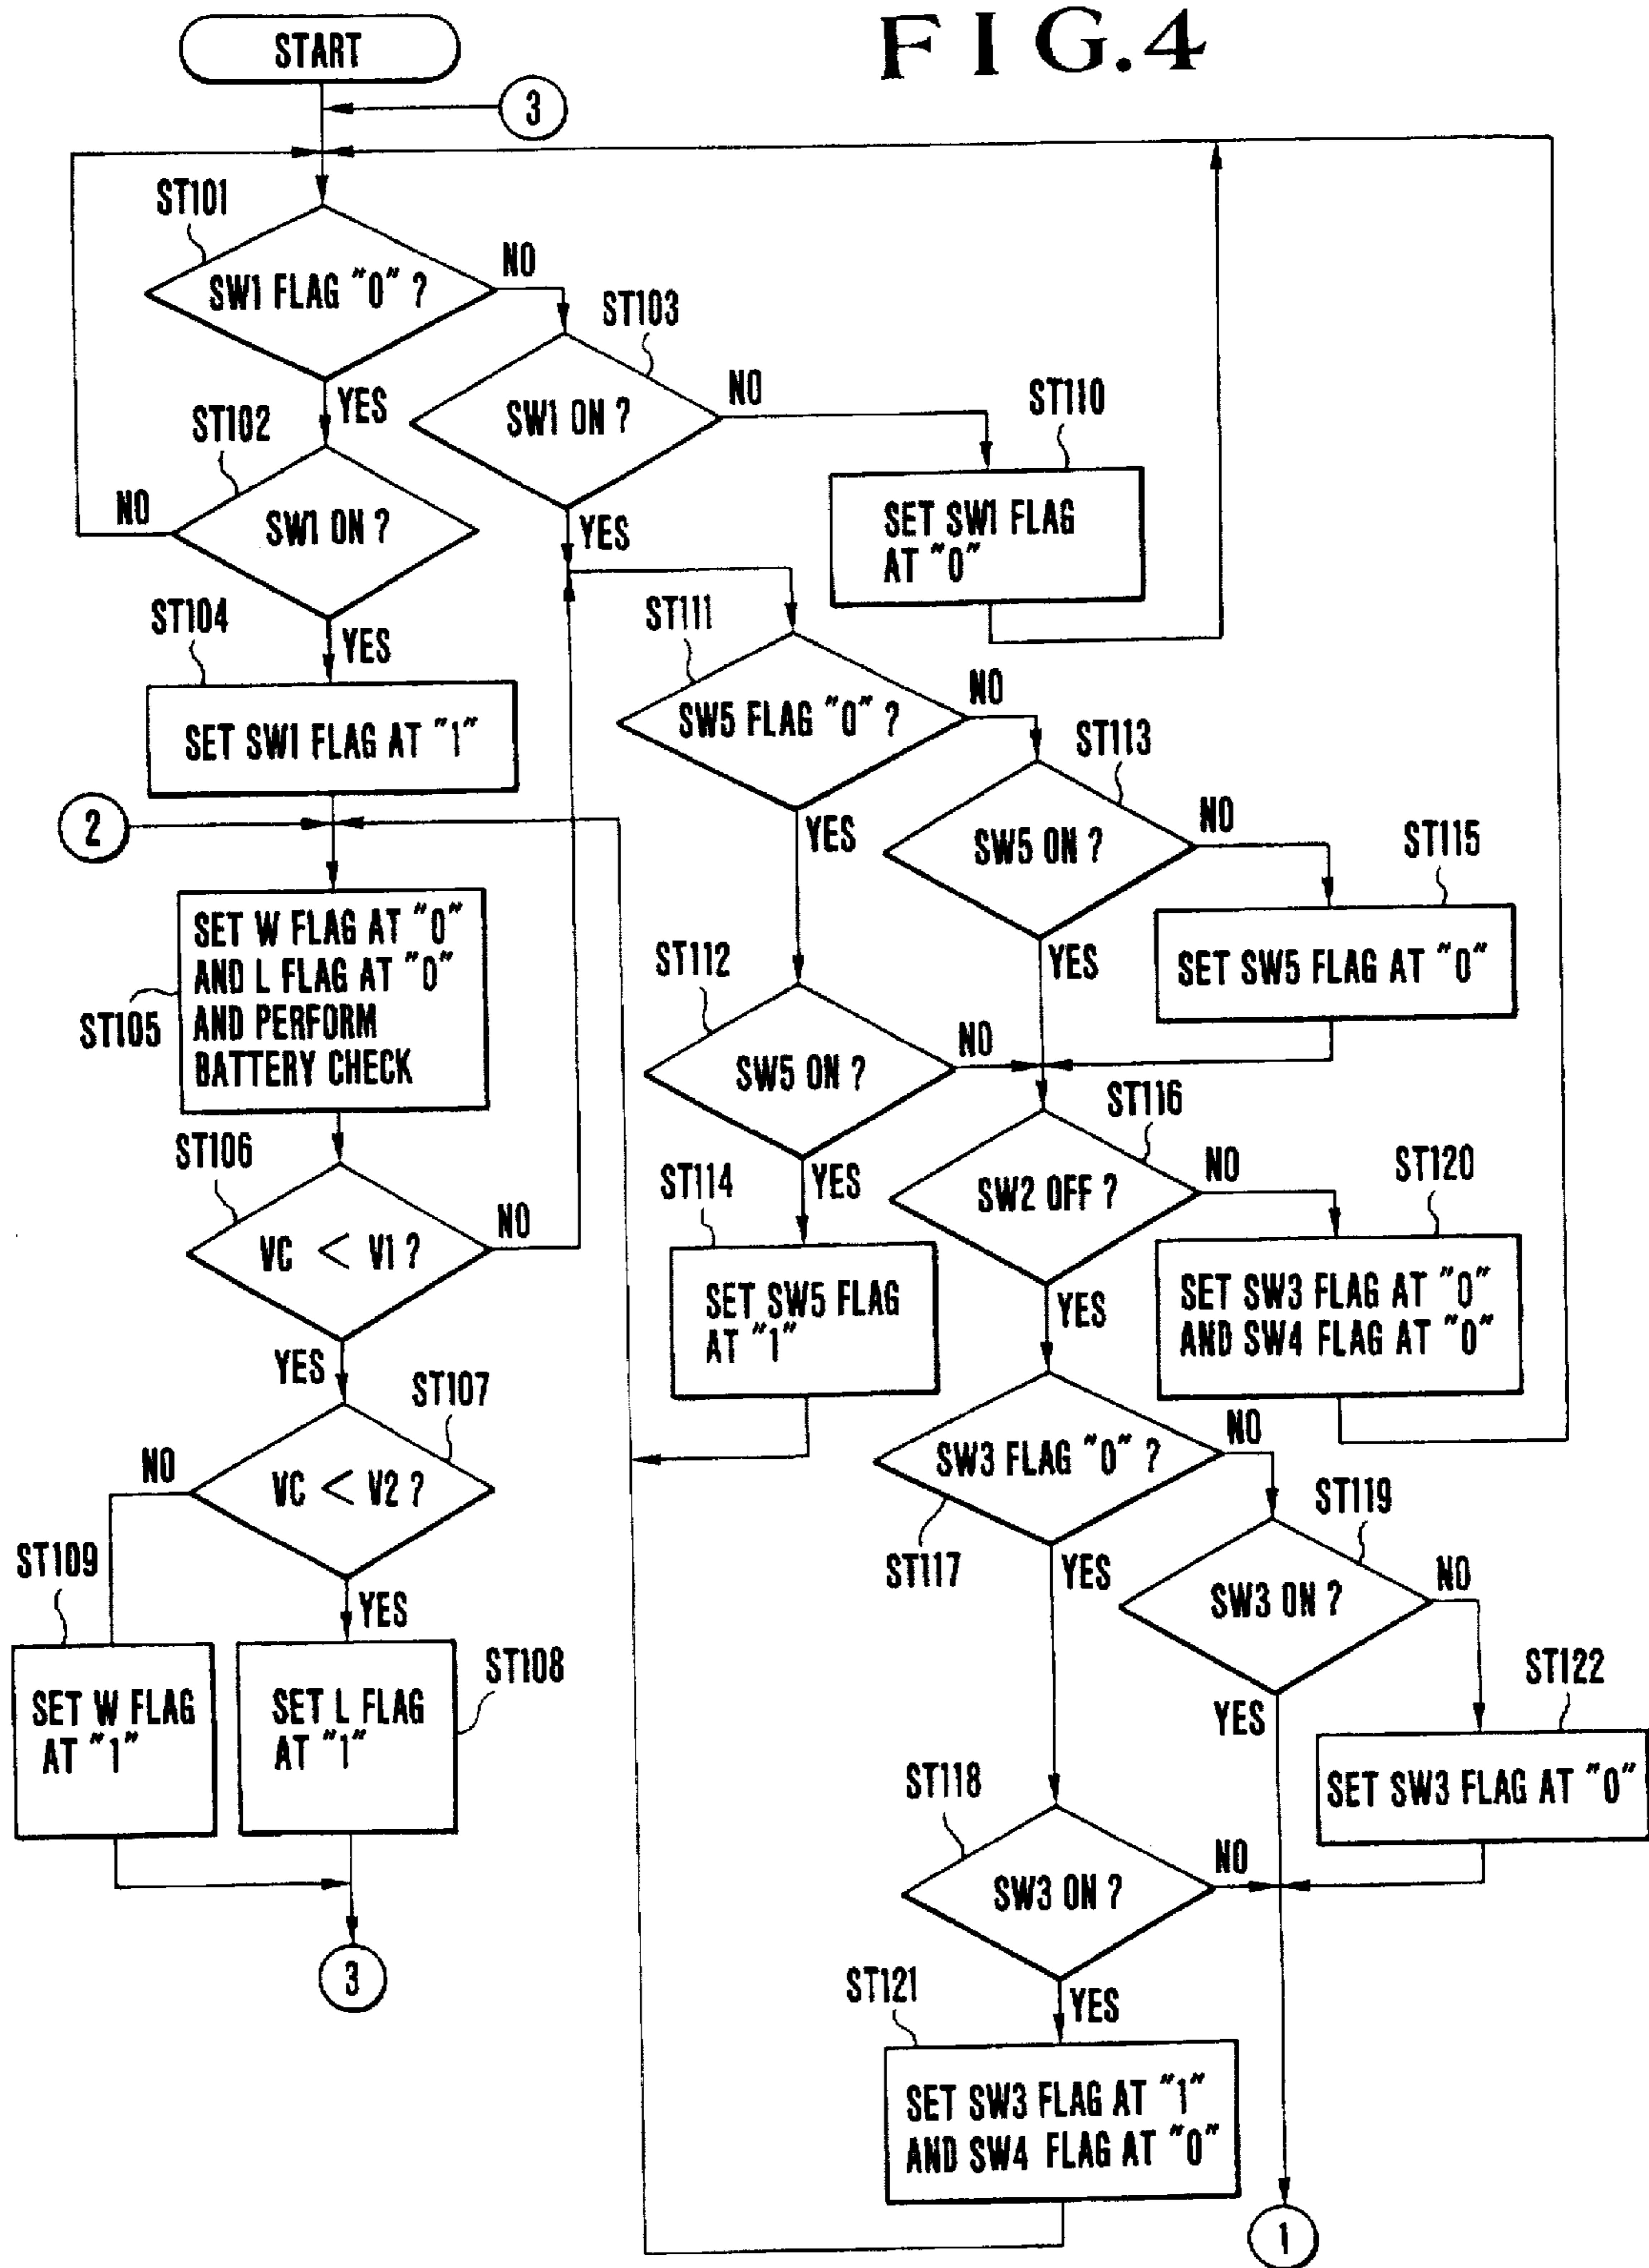 FIG.4
START
3
ST101
SW1 FLAG "0" ?
NO
YES
ST103
SW1 ON ?
NO
YES
ST102
SW1 ON ?
NO
YES
ST110
SET SW1 FLAG
AT "0"
ST104
SET SW1 FLAG AT "1"
2
ST105
SET W FLAG AT "0"
AND L FLAG AT "0"
AND PERFORM
BATTERY CHECK
ST106
VC < V1 ?
NO
YES
ST107
VC < V2 ?
NO
YES
ST109
SET W FLAG
AT "1"
ST108
SET L FLAG
AT "1"
3
ST111
SW5 FLAG "0" ?
NO
YES
ST113
SW5 ON ?
NO
YES
ST115
SET SW5 FLAG AT "0"
ST112
SW5 ON ?
NO
YES
ST114
SET SW5 FLAG
AT "1"
ST116
SW2 OFF ?
NO
YES
ST120
SET SW3 FLAG AT "0"
AND SW4 FLAG AT "0"
ST117
SW3 FLAG "0" ?
NO
YES
ST119
SW3 ON ?
NO
YES
ST122
SET SW3 FLAG AT "0"
ST118
SW3 ON ?
NO
YES
ST121
SET SW3 FLAG AT "1"
AND SW4 FLAG AT "0"
1